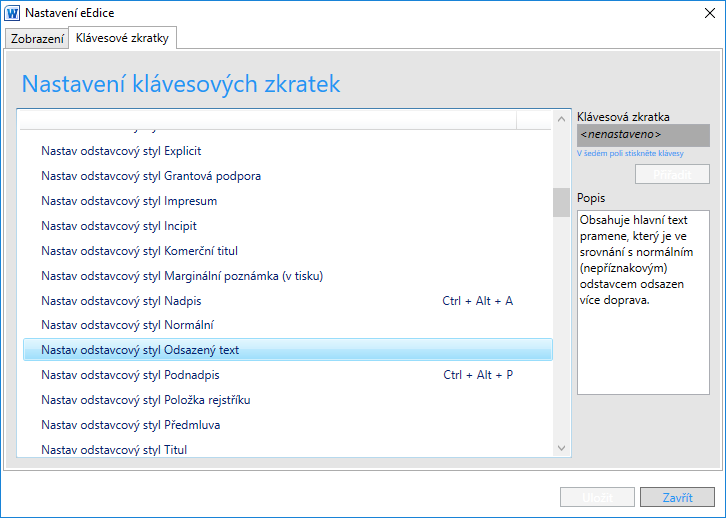 Nastavení eEdice
Zobrazení
Klávesové zkratky
Nastavení klávesových zkratek
Nastav odstavcový styl Explicit
Nastav odstavcový styl Grantová podpora
Nastav odstavcový styl Impresum
Nastav odstavcový styl Incipit
Nastav odstavcový styl Komerční titul
Nastav odstavcový styl Marginální poznámka (v tisku)
Nastav odstavcový styl Nadpis Ctrl + Alt + A
Nastav odstavcový styl Normální
Nastav odstavcový styl Odsazený text
Nastav odstavcový styl Podnadpis Ctrl + Alt + P
Nastav odstavcový styl Položka rejstříku
Nastav odstavcový styl Předmluva
Nastav odstavcový styl Titul
Klávesová zkratka
<nenastaveno>
V šedém poli stiskněte klávesy
Přiřadit
Popis
Obsahuje hlavní text
pramene, který je ve
srovnání s normálním
(nepříznakovým)
odstavcem odsazen
více doprava.
Uložit
Zavřít